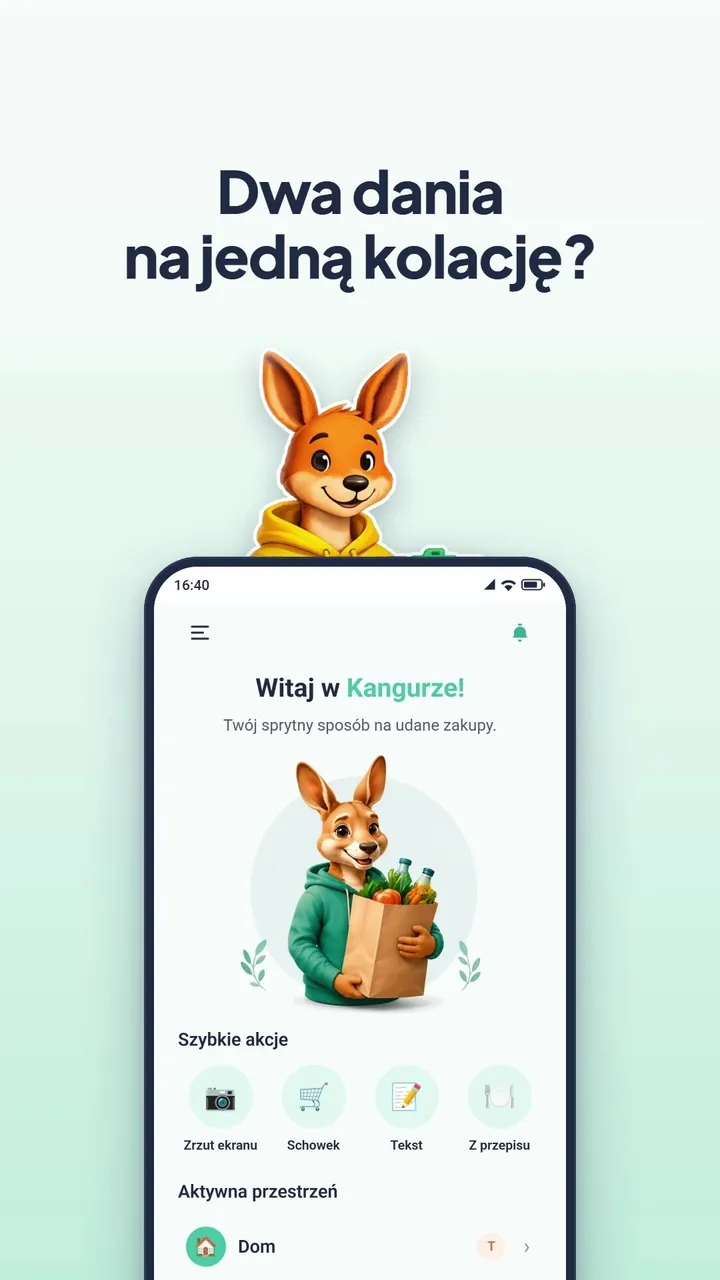 Dwa dania
na jedną kolację?
16:40
Witaj w Kangurze!
Twój sprytny sposób na udane zakupy.
Szybkie akcje
Zrzut ekranu Schowek Tekst Z przepisu
Aktywna przestrzeń
Dom T